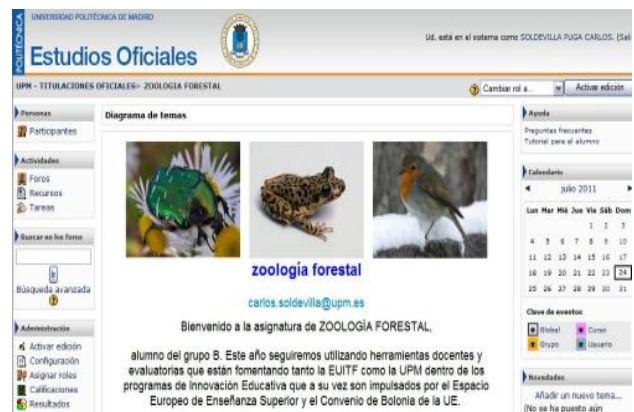 POLITÉCNICA
UNIVERSIDAD POLITÉCNICA DE MADRID
Estudios Oficiales
Ud. está en el sistema como SOLDEVILLA PUGA CARLOS. (Sali
UPM - TITULACIONES OFICIALES► ZOOLOGIA FORESTAL
Cambiar rol a...
Activar edición
Personas
Participantes
Actividades
Foros
Recursos
Tareas
Buscar en los foros
Ir
Búsqueda avanzada
Administración
Activar edición
Configuración
Asignar roles
Calificaciones
Resultados
Diagrama de temas
zoología forestal
carlos.soldevilla@upm.es
Bienvenido a la asignatura de ZOOLOGÍA FORESTAL,
alumno del grupo B. Este año seguiremos utilizando herramientas docentes y
evaluatorias que están fomentando tanto la EUITF como la UPM dentro de los
programas de Innovación Educativa que a su vez son impulsados por el Espacio
Europeo de Enseñanza Superior y el Convenio de Bolonia de la UE.
Ayuda
Preguntas frecuentes
Tutorial para el alumno
Calendario
julio 2011
Lun Mar Mié Jue Vie Sáb Dom
1 2 3
4 5 6 7 8 9 10
11 12 13 14 15 16 17
18 19 20 21 22 23 24
25 26 27 28 29 30 31
Clave de eventos
Global Curso
Grupo Usuario
Novedades
Añadir un nuevo tema...
(No se ha puesto aún